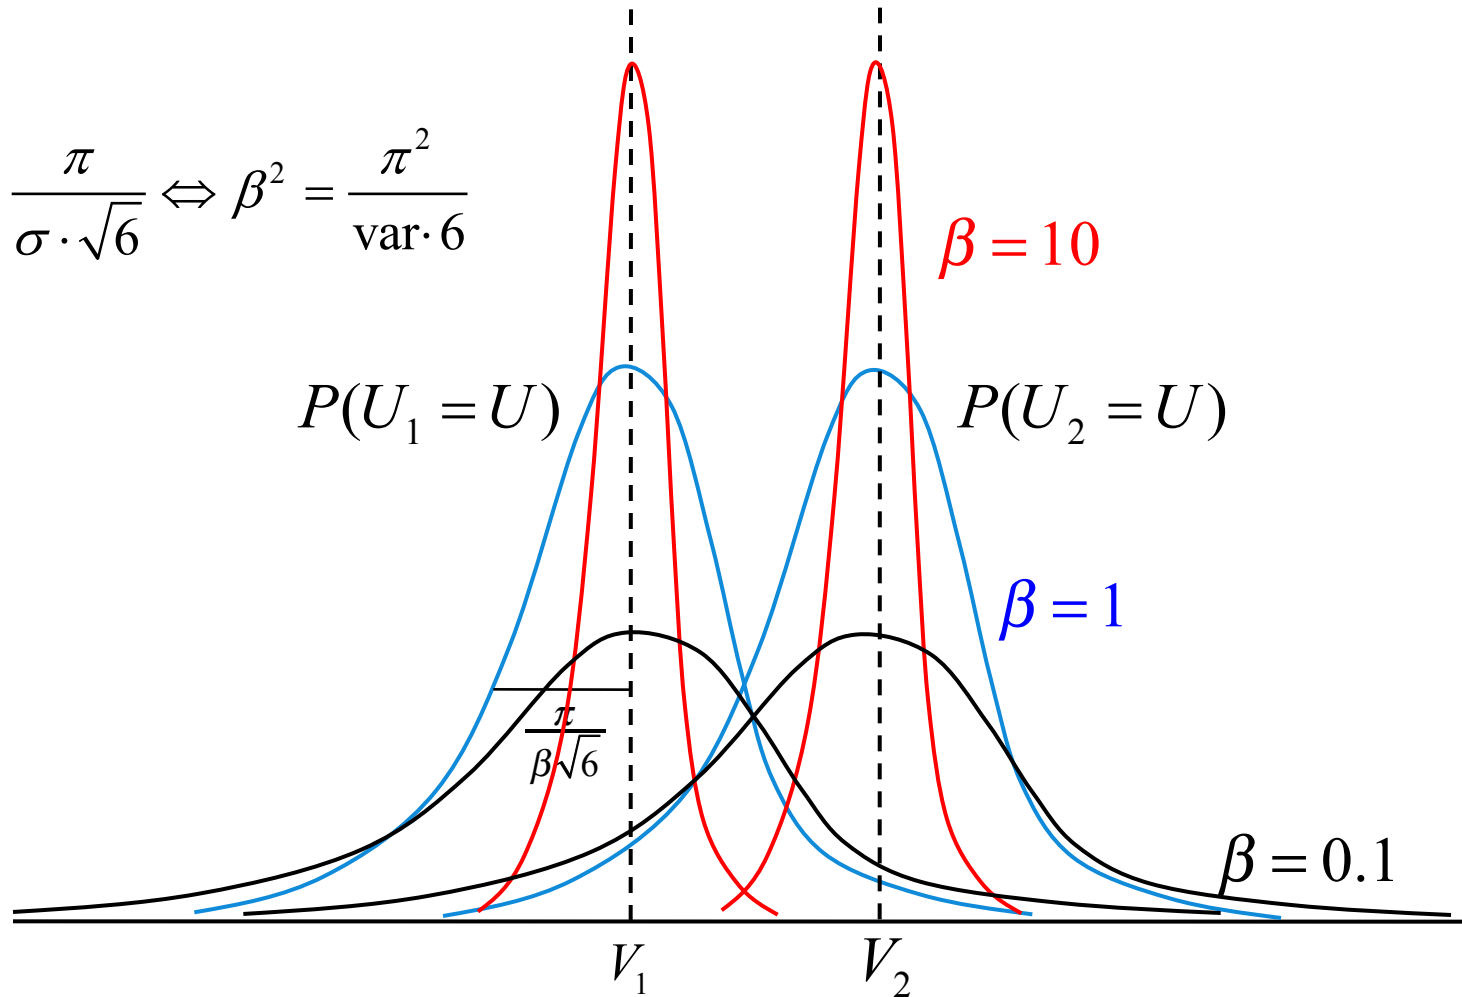 π/(σ·√6) ⇔ β² = π²/(var·6)
β = 10
P(U₁ = U)
P(U₂ = U)
β = 1
π/(β√6)
β = 0.1
V₁
V₂